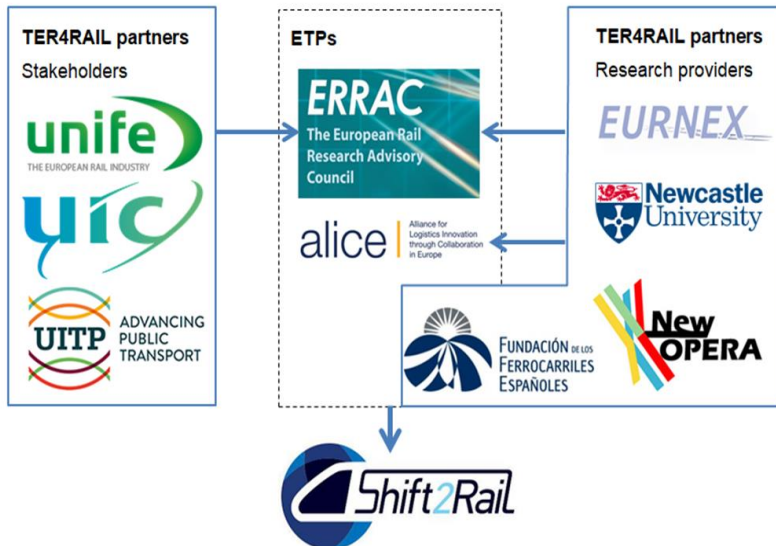 TER4RAIL partners
Stakeholders
unife
THE EUROPEAN RAIL INDUSTRY
uic
UITP
ADVANCING
PUBLIC
TRANSPORT
ETPs
ERRAC
The European Rail
Research Advisory
Council
alice
Alliance for
Logistics Innovation
through Collaboration
in Europe
TER4RAIL partners
Research providers
EURNEX
Newcastle
University
FUNDACIÓN DE LOS
FERROCARRILES
ESPAÑOLES
New
OPERA
Shift2Rail